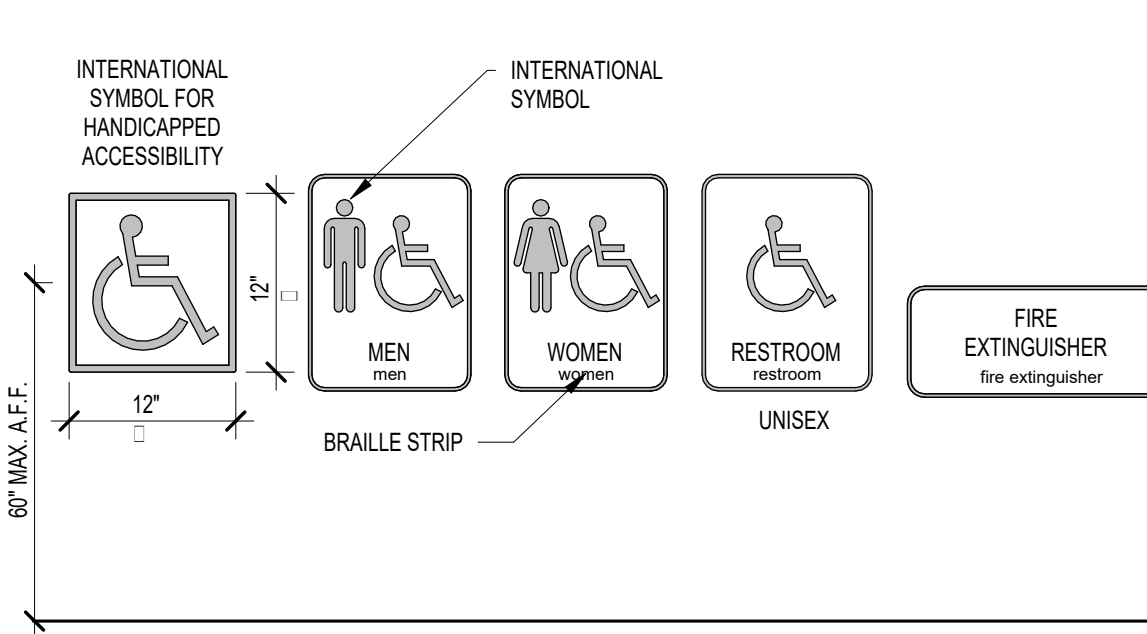 INTERNATIONAL
SYMBOL FOR
HANDICAPPED
ACCESSIBILITY
INTERNATIONAL
SYMBOL
12"
12"
60" MAX. A.F.F.
MEN
men
WOMEN
women
RESTROOM
restroom
UNISEX
BRAILLE STRIP
FIRE
EXTINGUISHER
fire extinguisher